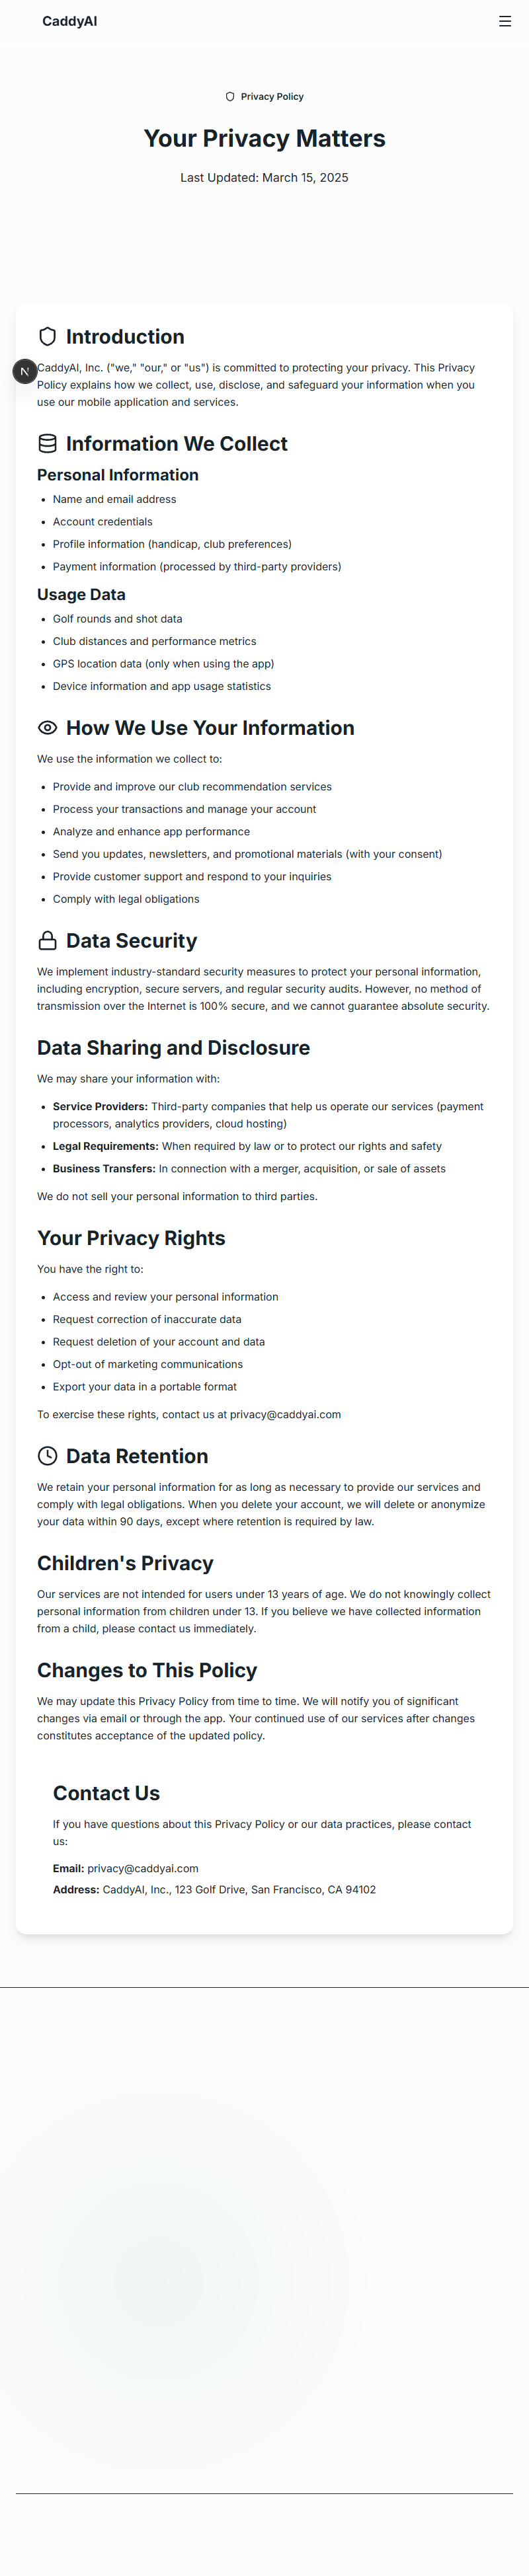 CaddyAI
Privacy Policy
Your Privacy Matters
Last Updated: March 15, 2025
Introduction
N
CaddyAI, Inc. ("we," "our," or "us") is committed to protecting your privacy. This Privacy
Policy explains how we collect, use, disclose, and safeguard your information when you
use our mobile application and services.
Information We Collect
Personal Information
• Name and email address
• Account credentials
• Profile information (handicap, club preferences)
• Payment information (processed by third-party providers)
Usage Data
• Golf rounds and shot data
• Club distances and performance metrics
• GPS location data (only when using the app)
• Device information and app usage statistics
How We Use Your Information
We use the information we collect to:
• Provide and improve our club recommendation services
• Process your transactions and manage your account
• Analyze and enhance app performance
• Send you updates, newsletters, and promotional materials (with your consent)
• Provide customer support and respond to your inquiries
• Comply with legal obligations
Data Security
We implement industry-standard security measures to protect your personal information,
including encryption, secure servers, and regular security audits. However, no method of
transmission over the Internet is 100% secure, and we cannot guarantee absolute security.
Data Sharing and Disclosure
We may share your information with:
• Service Providers: Third-party companies that help us operate our services (payment
processors, analytics providers, cloud hosting)
• Legal Requirements: When required by law or to protect our rights and safety
• Business Transfers: In connection with a merger, acquisition, or sale of assets
We do not sell your personal information to third parties.
Your Privacy Rights
You have the right to:
• Access and review your personal information
• Request correction of inaccurate data
• Request deletion of your account and data
• Opt-out of marketing communications
• Export your data in a portable format
To exercise these rights, contact us at privacy@caddyai.com
Data Retention
We retain your personal information for as long as necessary to provide our services and
comply with legal obligations. When you delete your account, we will delete or anonymize
your data within 90 days, except where retention is required by law.
Children's Privacy
Our services are not intended for users under 13 years of age. We do not knowingly collect
personal information from children under 13. If you believe we have collected information
from a child, please contact us immediately.
Changes to This Policy
We may update this Privacy Policy from time to time. We will notify you of significant
changes via email or through the app. Your continued use of our services after changes
constitutes acceptance of the updated policy.
Contact Us
If you have questions about this Privacy Policy or our data practices, please contact
us:
Email: privacy@caddyai.com
Address: CaddyAI, Inc., 123 Golf Drive, San Francisco, CA 94102